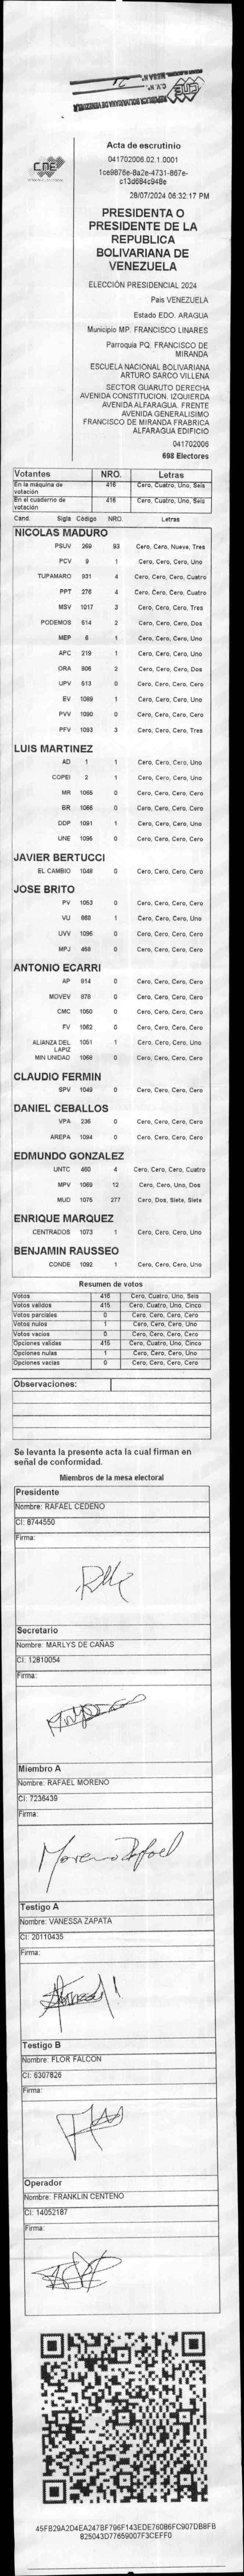 CNE
Acta de escrutinio
041702006.02.1.0001
1ce9876e-8a2e-4731-867e-
c13d684c948e
28/07/2024 06:32:17 PM
PRESIDENTA O
PRESIDENTE DE LA
REPUBLICA
BOLIVARIANA DE
VENEZUELA
ELECCIÓN PRESIDENCIAL 2024
Pais VENEZUELA
Estado EDO. ARAGUA
Municipio MP. FRANCISCO LINARES
Parroquia PQ. FRANCISCO DE
MIRANDA
ESCUELA NACIONAL BOLIVARIANA
ARTURO SARCO VILLENA
SECTOR GUARUTO DERECHA
AVENIDA CONSTITUCION. IZQUIERDA
AVENIDA ALFARAGUA. FRENTE
AVENIDA GENERALISIMO
FRANCISCO DE MIRANDA FRABRICA
ALFARAGUA EDIFICIO
041702006
698 Electores
Votantes NRO. Letras
En la máquina de votación 416 Cero, Cuatro, Uno, Seis
En el cuaderno de votación 416 Cero, Cuatro, Uno, Seis
Cand. Sigla Código NRO. Letras
NICOLAS MADURO
PSUV 269 93 Cero, Cero, Nueve, Tres
PCV 9 1 Cero, Cero, Cero, Uno
TUPAMARO 931 4 Cero, Cero, Cero, Cuatro
PPT 276 4 Cero, Cero, Cero, Cuatro
MSV 1017 3 Cero, Cero, Cero, Tres
PODEMOS 514 2 Cero, Cero, Cero, Dos
MEP 6 1 Cero, Cero, Cero, Uno
APC 219 1 Cero, Cero, Cero, Uno
ORA 806 2 Cero, Cero, Cero, Dos
UPV 513 0 Cero, Cero, Cero, Cero
EV 1089 1 Cero, Cero, Cero, Uno
PVV 1090 0 Cero, Cero, Cero, Cero
PFV 1093 3 Cero, Cero, Cero, Tres
LUIS MARTINEZ
AD 1 1 Cero, Cero, Cero, Uno
COPEI 2 1 Cero, Cero, Cero, Uno
MR 1065 0 Cero, Cero, Cero, Cero
BR 1066 0 Cero, Cero, Cero, Cero
DDP 1091 1 Cero, Cero, Cero, Uno
UNE 1095 0 Cero, Cero, Cero, Cero
JAVIER BERTUCCI
EL CAMBIO 1048 0 Cero, Cero, Cero, Cero
JOSE BRITO
PV 1053 0 Cero, Cero, Cero, Cero
VU 868 1 Cero, Cero, Cero, Uno
UVV 1096 0 Cero, Cero, Cero, Cero
MPJ 458 0 Cero, Cero, Cero, Cero
ANTONIO ECARRI
AP 914 0 Cero, Cero, Cero, Cero
MOVEV 878 0 Cero, Cero, Cero, Cero
CMC 1050 0 Cero, Cero, Cero, Cero
FV 1062 0 Cero, Cero, Cero, Cero
ALIANZA DEL LAPIZ 1051 1 Cero, Cero, Cero, Uno
MIN UNIDAD 1068 0 Cero, Cero, Cero, Cero
CLAUDIO FERMIN
SPV 1049 0 Cero, Cero, Cero, Cero
DANIEL CEBALLOS
VPA 236 0 Cero, Cero, Cero, Cero
AREPA 1094 0 Cero, Cero, Cero, Cero
EDMUNDO GONZALEZ
UNTC 460 4 Cero, Cero, Cero, Cuatro
MPV 1069 12 Cero, Cero, Uno, Dos
MUD 1075 277 Cero, Dos, Siete, Siete
ENRIQUE MARQUEZ
CENTRADOS 1073 1 Cero, Cero, Cero, Uno
BENJAMIN RAUSSEO
CONDE 1092 1 Cero, Cero, Cero, Uno
Resumen de votos
Votos 416 Cero, Cuatro, Uno, Seis
Votos validos 415 Cero, Cuatro, Uno, Cinco
Votos parciales 0 Cero, Cero, Cero, Cero
Votos nulos 1 Cero, Cero, Cero, Uno
Votos vacios 0 Cero, Cero, Cero, Cero
Opciones validas 415 Cero, Cuatro, Uno, Cinco
Opciones nulas 1 Cero, Cero, Cero, Uno
Opciones vacias 0 Cero, Cero, Cero, Cero
Observaciones:
Se levanta la presente acta la cual firman en
señal de conformidad.
Miembros de la mesa electoral
Presidente
Nombre: RAFAEL CEDEÑO
CI: 8744550
Firma:
Secretario
Nombre: MARLYS DE CAÑAS
CI: 12810054
Firma:
Miembro A
Nombre: RAFAEL MORENO
CI: 7236439
Firma:
Moreno Rafael
Testigo A
Nombre: VANESSA ZAPATA
CI: 20110435
Firma:
Testigo B
Nombre: FLOR FALCON
CI: 6307826
Firma:
Operador
Nombre: FRANKLIN CENTENO
CI: 14052187
Firma:
45FB29A2D4EA247BF796F143EDE76086FC907DB8FB
825043D77659007F3CEFF0